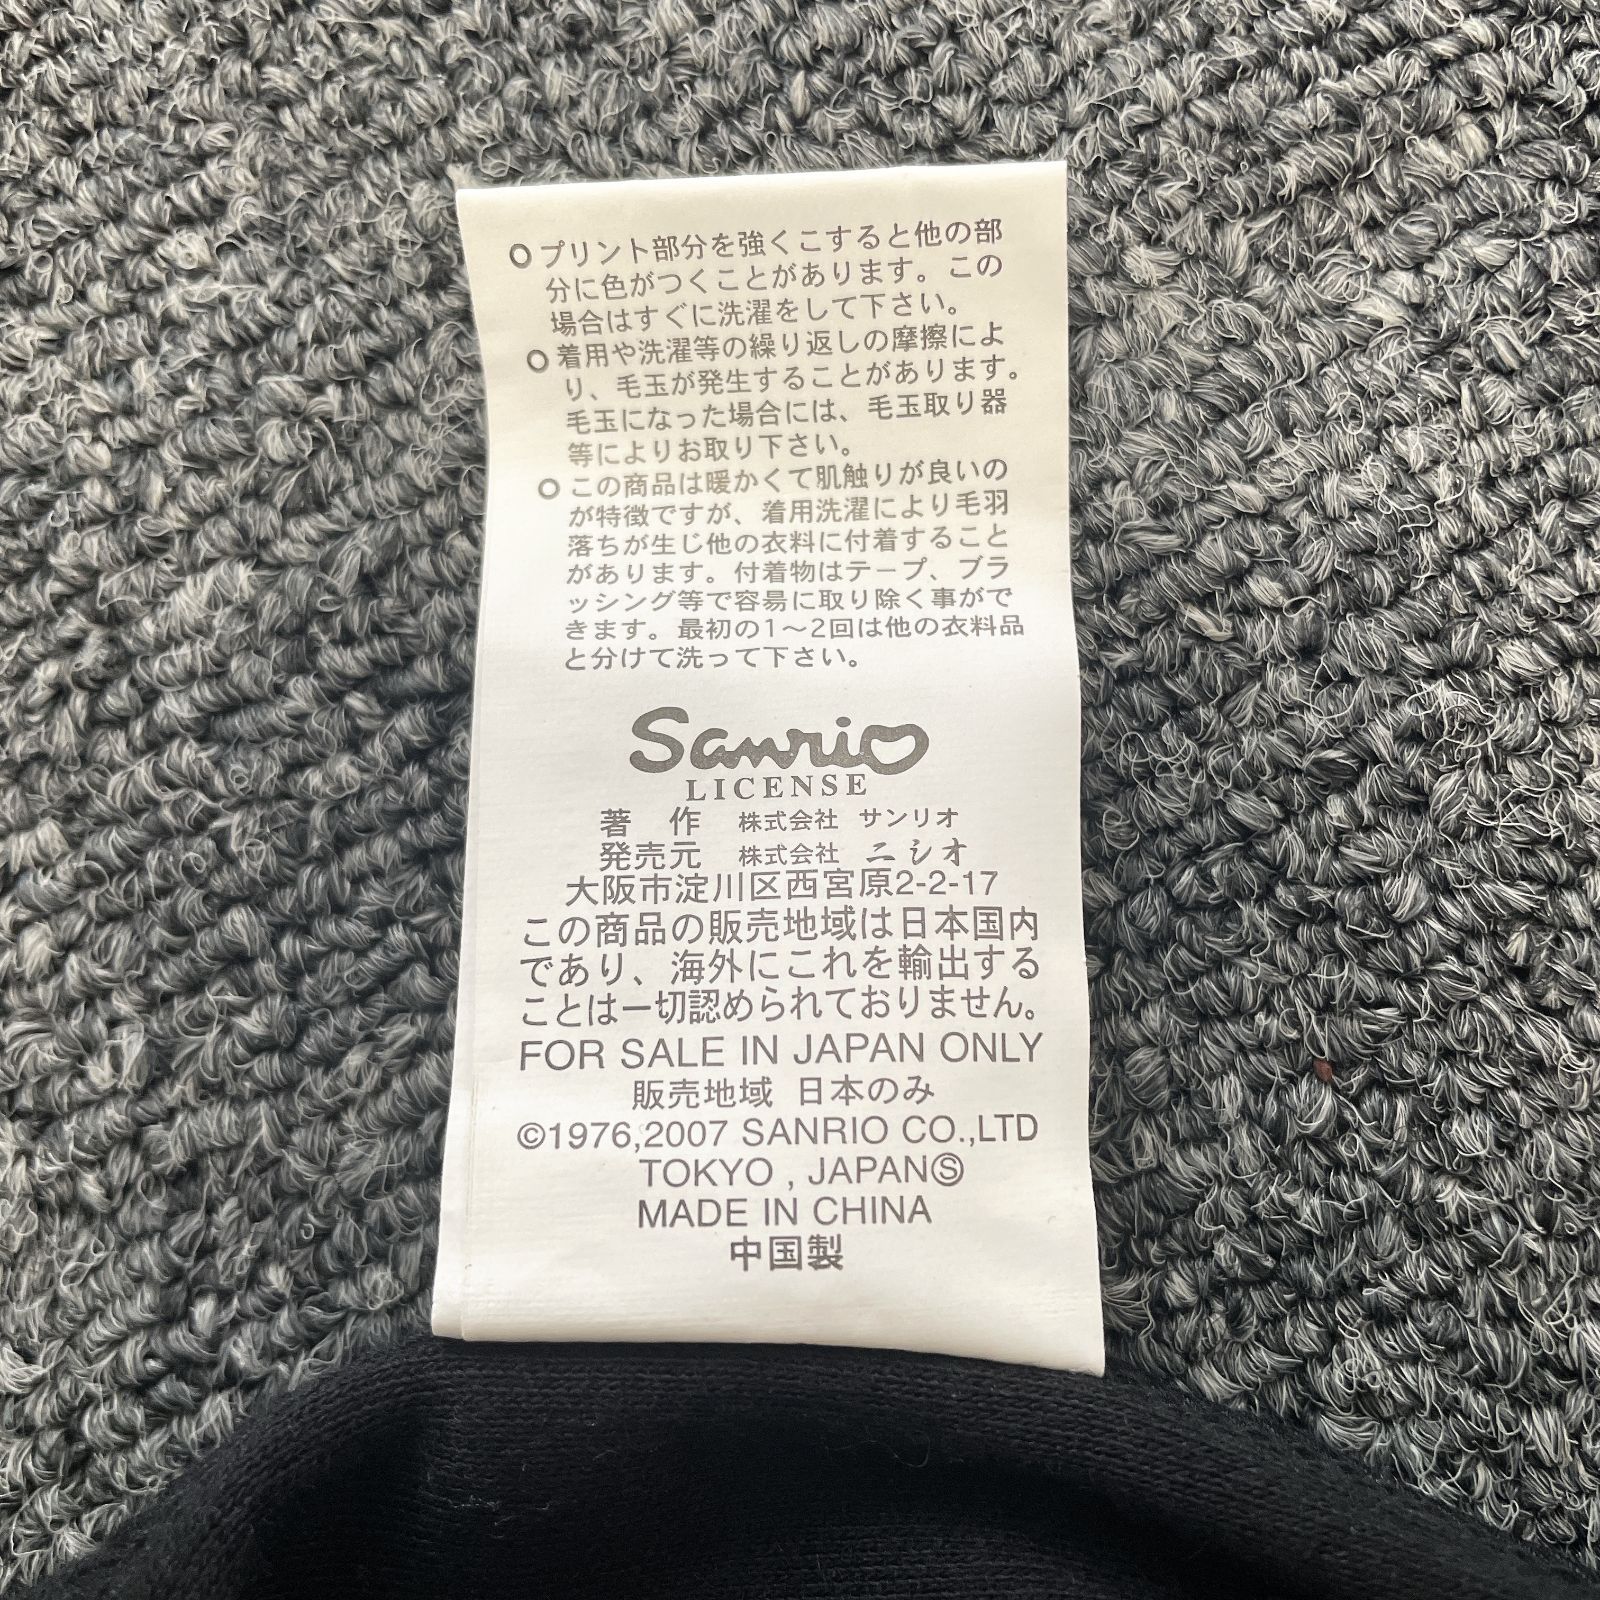 ○プリント部分を強くこすると他の部
分に色がつくことがあります。この
場合はすぐに洗濯をして下さい。
○着用や洗濯等の繰り返しの摩擦によ
り、毛玉が発生することがあります。
毛玉になった場合には、毛玉取り器
等によりお取り下さい。
○この商品は暖かくて肌触りが良いの
が特徴ですが、着用洗濯により毛羽
落ちが生じ他の衣料に付着すること
があります。付着物はテープ、ブラ
ッシング等で容易に取り除く事がで
きます。最初の1〜2回は他の衣料品
と分けて洗って下さい。
Sanrio
LICENSE
著 作 株式会社 サンリオ
発売元 株式会社 ニシオ
大阪市淀川区西宮原2-2-17
この商品の販売地域は日本国内
であり、海外にこれを輸出する
ことは一切認められておりません。
FOR SALE IN JAPAN ONLY
販売地域 日本のみ
©1976,2007 SANRIO CO.,LTD
TOKYO , JAPANⓈ
MADE IN CHINA
中国製